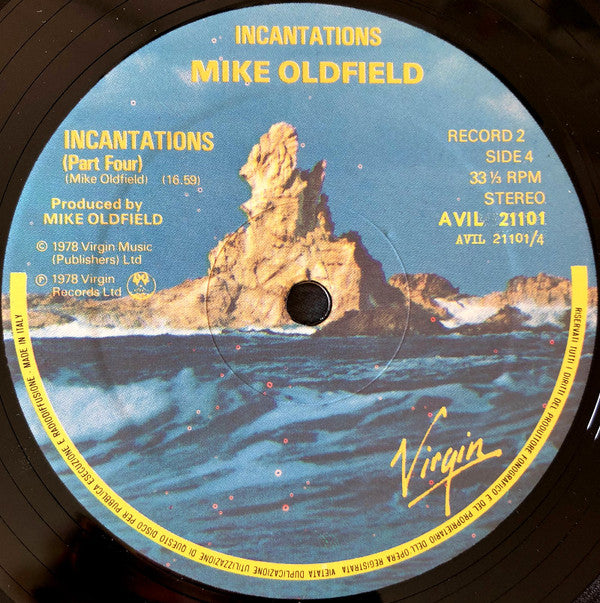 INCANTATIONS
MIKE OLDFIELD
INCANTATIONS
(Part Four)
(Mike Oldfield) (16.59)
Produced by
MIKE OLDFIELD
© 1978 Virgin Music
(Publishers) Ltd
℗ 1978 Virgin
Records Ltd
RECORD 2
SIDE 4
33 ⅓ RPM
STEREO
AVIL 21101
AVIL 21101/4
Virgin
RISERVATI TUTTI I DIRITTI DEL PRODUTTORE FONOGRAFICO E DEL PROPRIETARIO DELL'OPERA REGISTRATA VIETATA DUPLICAZIONE UTILIZZAZIONE DI QUESTO DISCO PER PUBBLICA ESECUZIONE E RADIODIFFUSIONE - MADE IN ITALY